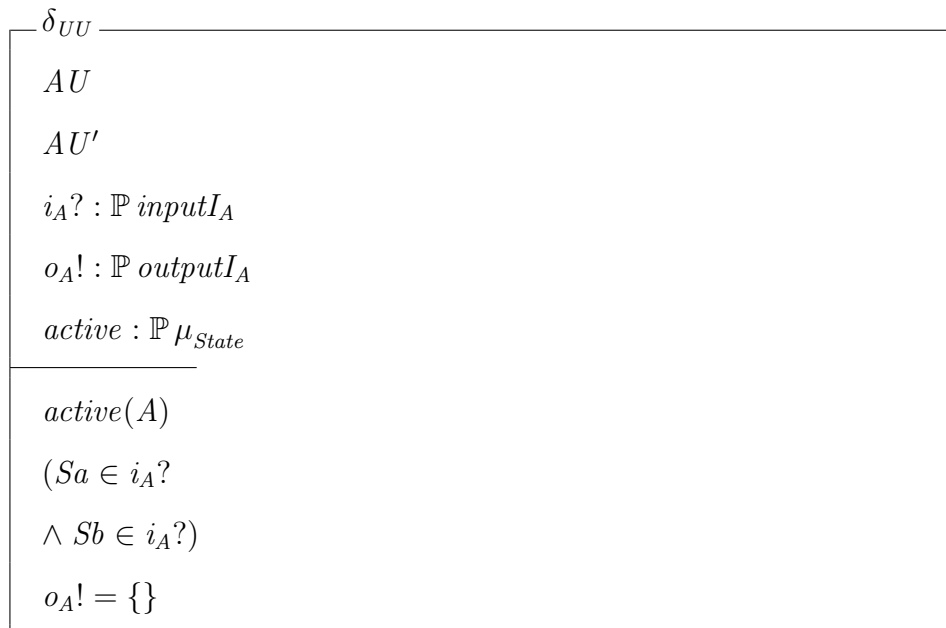 δ_UU
AU
AU′
i_A? : ℙ inputI_A
o_A! : ℙ outputI_A
active : ℙ μ_State
active(A)
(Sa ∈ i_A?
∧ Sb ∈ i_A?)
o_A! = {}